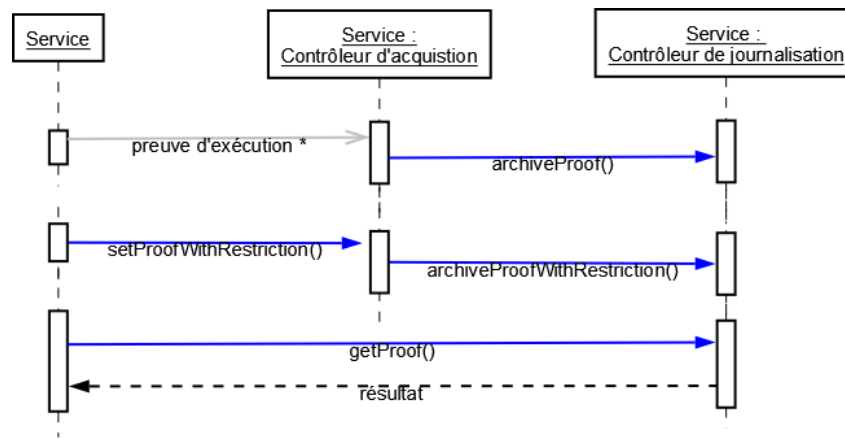 Service
Service :
Contrôleur d'acquistion
Service :
Contrôleur de journalisation
preuve d'exécution *
archiveProof()
setProofWithRestriction()
archiveProofWithRestriction()
getProof()
résultat